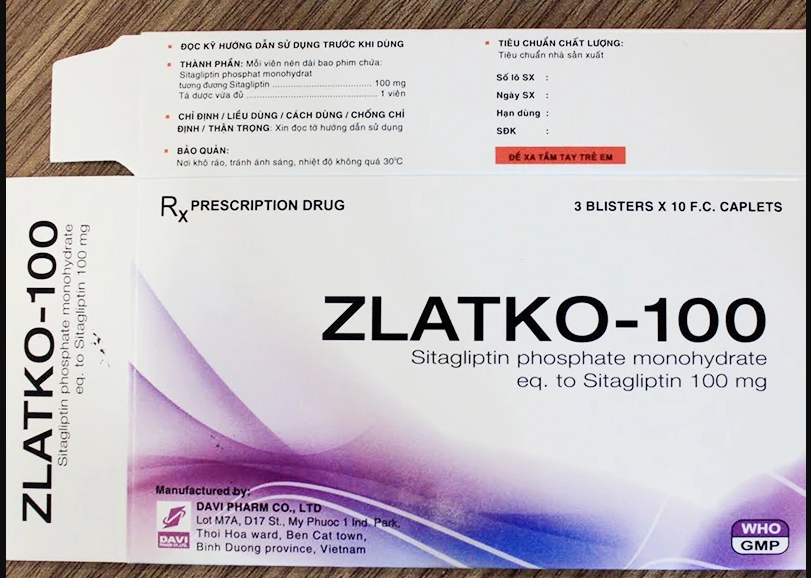 ĐỌC KỸ HƯỚNG DẪN SỬ DỤNG TRƯỚC KHI DÙNG
THÀNH PHẦN: Mỗi viên nén dài bao phim chứa:
Sitagliptin phosphat monohydrat
tương đương Sitagliptin ........................................ 100 mg
Tá dược vừa đủ .................................................. 1 viên
CHỈ ĐỊNH / LIỀU DÙNG / CÁCH DÙNG / CHỐNG CHỈ
ĐỊNH / THẬN TRỌNG: Xin đọc tờ hướng dẫn sử dụng
BẢO QUẢN:
Nơi khô ráo, tránh ánh sáng, nhiệt độ không quá 30°C
TIÊU CHUẨN CHẤT LƯỢNG:
Tiêu chuẩn nhà sản xuất
Số lô SX :
Ngày SX :
Hạn dùng :
SĐK :
ĐỂ XA TẦM TAY TRẺ EM
Rx PRESCRIPTION DRUG
3 BLISTERS X 10 F.C. CAPLETS
ZLATKO-100
Sitagliptin phosphate monohydrate
eq. to Sitagliptin 100 mg
ZLATKO-100
Sitagliptin phosphate monohydrate
eq. to Sitagliptin 100 mg
Manufactured by:
DAVI PHARM CO., LTD
Lot M7A, D17 St., My Phuoc 1 Ind. Park,
Thoi Hoa ward, Ben Cat town,
Binh Duong province, Vietnam
DAVI
PHARM CO., LTD
WHO
GMP